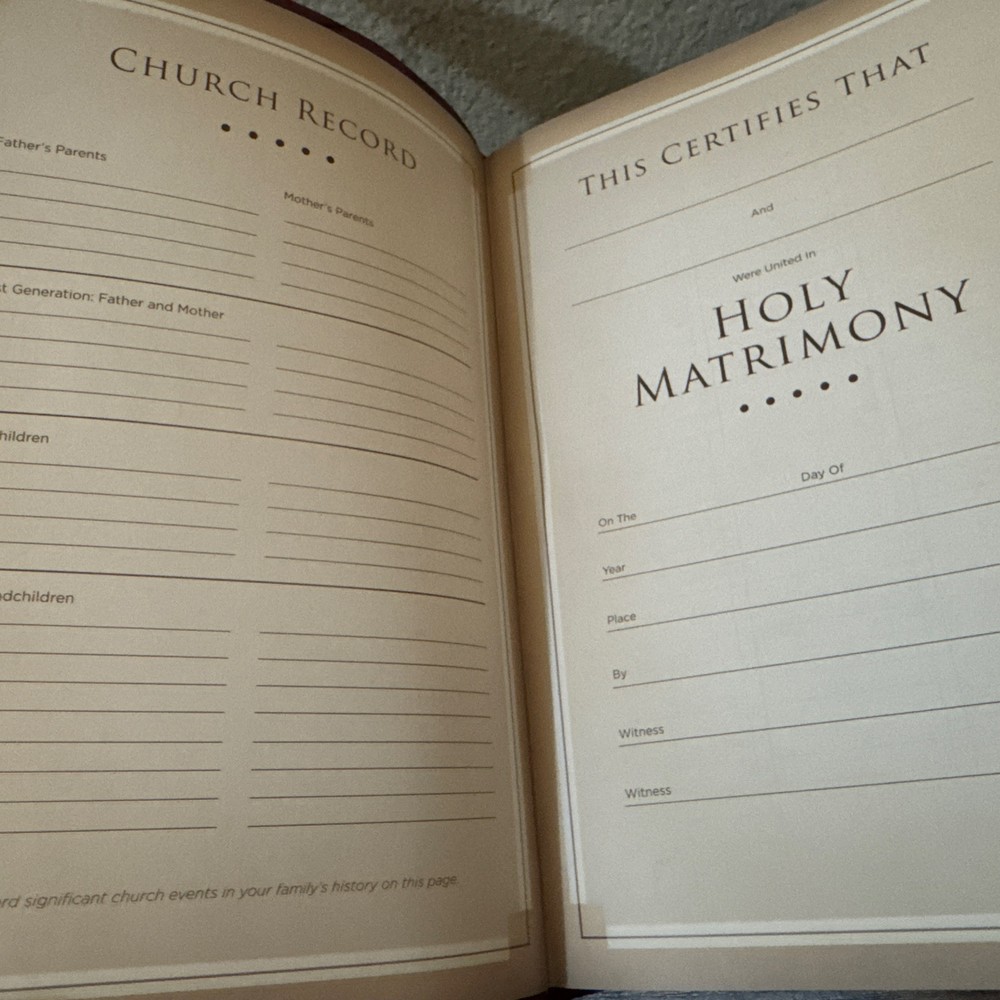 CHURCH RECORD
Father's Parents
Mother's Parents
t Generation: Father and Mother
hildren
dchildren
rd significant church events in your family's history on this page.
THIS CERTIFIES THAT
And
Were United In
HOLY
MATRIMONY
On The Day Of
Year
Place
By
Witness
Witness